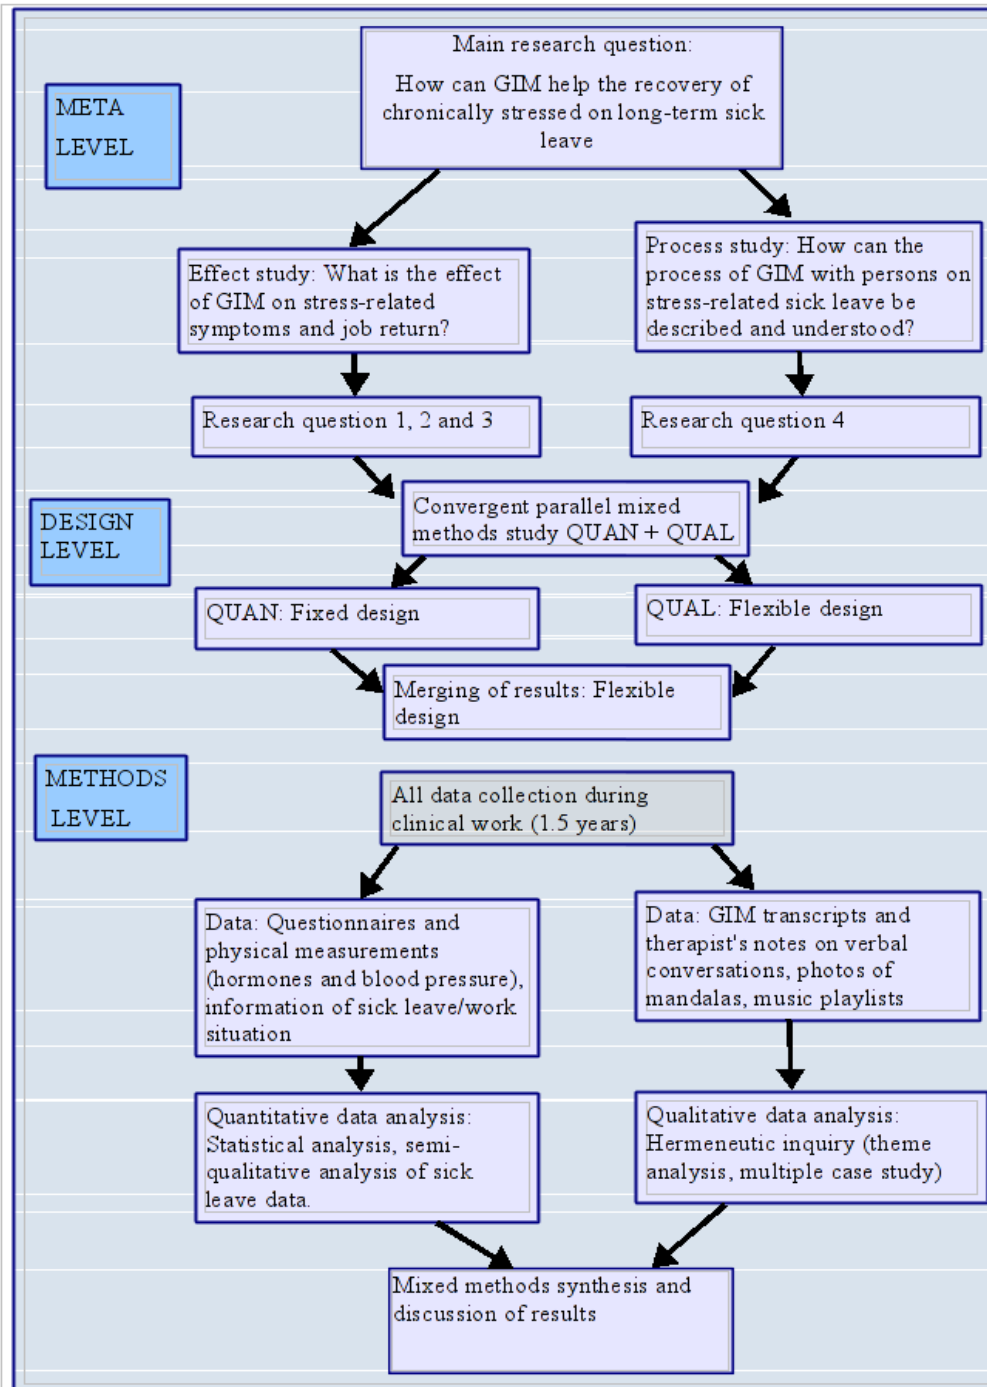 Main research question:
How can GIM help the recovery of
chronically stressed on long-term sick
leave
META
LEVEL
Effect study: What is the effect
of GIM on stress-related
symptoms and job return?
Process study: How can the
process of GIM with persons on
stress-related sick leave be
described and understood?
Research question 1, 2 and 3
Research question 4
DESIGN
LEVEL
Convergent parallel mixed
methods study QUAN + QUAL
QUAN: Fixed design
QUAL: Flexible design
Merging of results: Flexible
design
METHODS
LEVEL
All data collection during
clinical work (1.5 years)
Data: Questionnaires and
physical measurements
(hormones and blood pressure),
information of sick leave/work
situation
Data: GIM transcripts and
therapist's notes on verbal
conversations, photos of
mandalas, music playlists
Quantitative data analysis:
Statistical analysis, semi-
qualitative analysis of sick
leave data.
Qualitative data analysis:
Hermeneutic inquiry (theme
analysis, multiple case study)
Mixed methods synthesis and
discussion of results